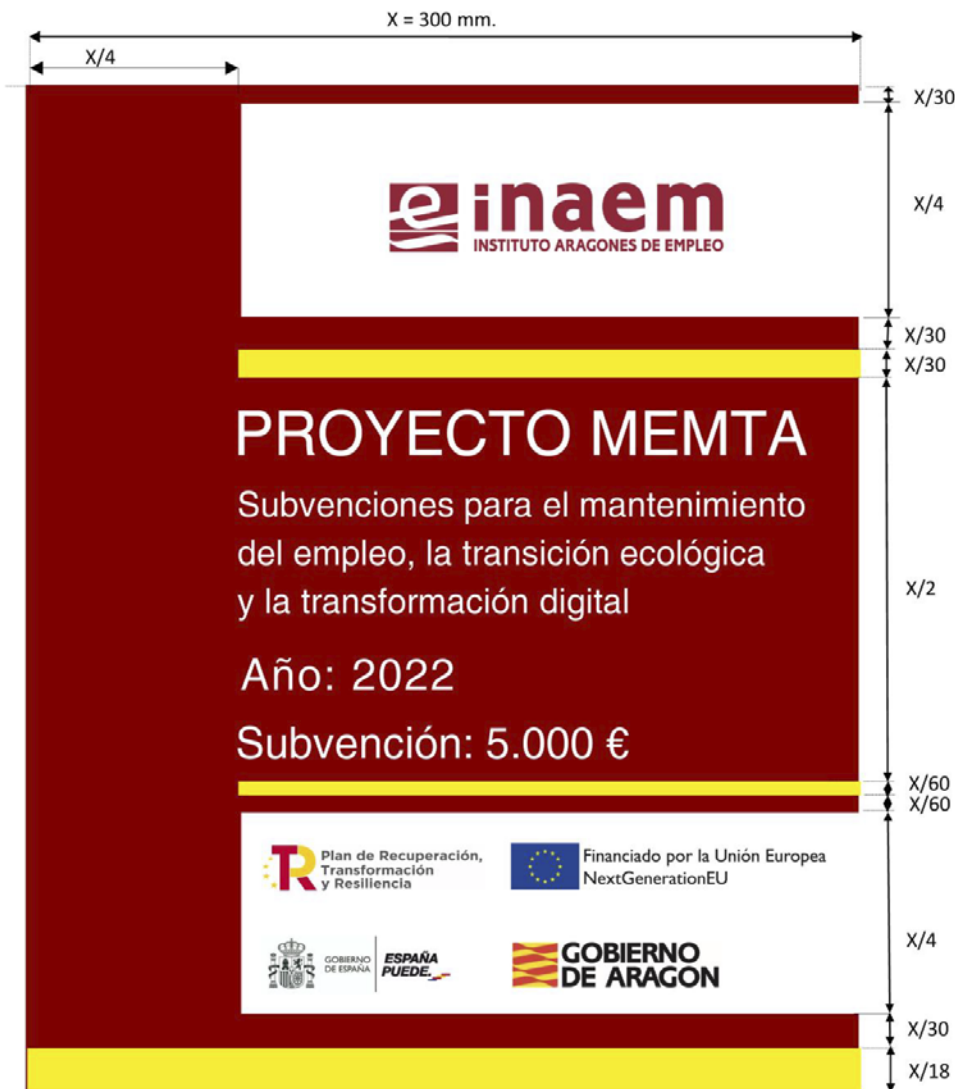 X = 300 mm.
X/4
X/30
e inaem
INSTITUTO ARAGONES DE EMPLEO
X/4
X/30
X/30
PROYECTO MEMTA
Subvenciones para el mantenimiento
del empleo, la transición ecológica
y la transformación digital
X/2
Año: 2022
Subvención: 5.000 €
X/60
X/60
Plan de Recuperación,
Transformación
y Resiliencia
Financiado por la Unión Europea
NextGenerationEU
GOBIERNO
DE ESPAÑA
ESPAÑA
PUEDE.
GOBIERNO
DE ARAGON
X/4
X/30
X/18